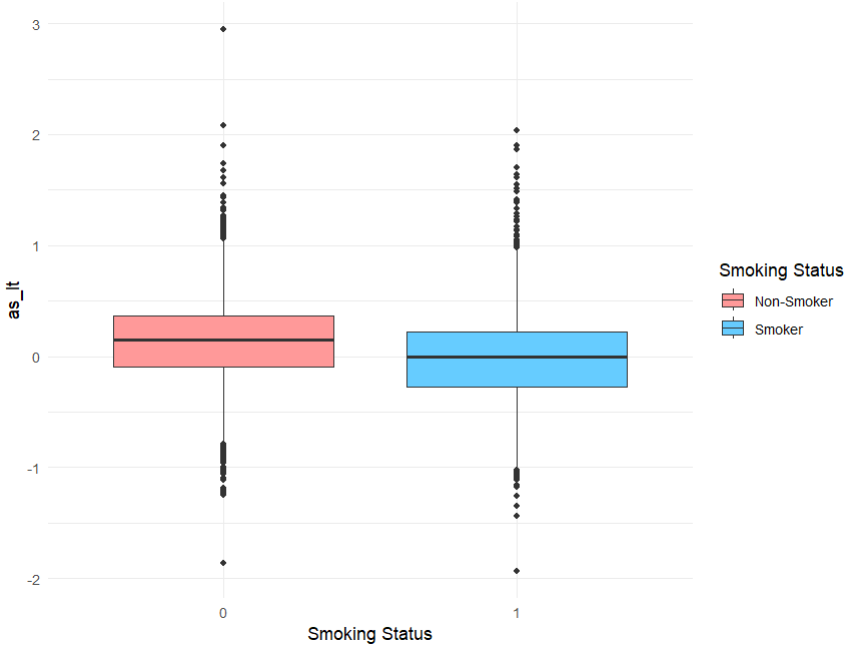 3
2
1
0
-1
-2
as_lt
0
1
Smoking Status
Smoking Status
Non-Smoker
Smoker